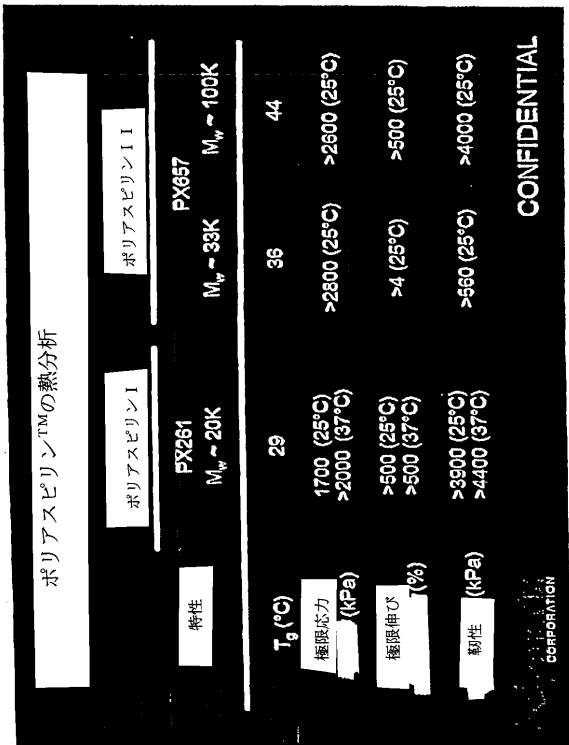 ポリアスピリン™の熱分析
ポリアスピリンI ポリアスピリンII
特性 PX261 PX657
Mw ~ 20K Mw ~ 33K Mw ~ 100K
Tg (°C) 29 36 44
極限応力 (kPa) 1700 (25°C) >2800 (25°C) >2600 (25°C)
>2000 (37°C)
極限伸び (%) >500 (25°C) >4 (25°C) >500 (25°C)
>500 (37°C)
靭性 (kPa) >3900 (25°C) >560 (25°C) >4000 (25°C)
>4400 (37°C)
CORPORATION
CONFIDENTIAL